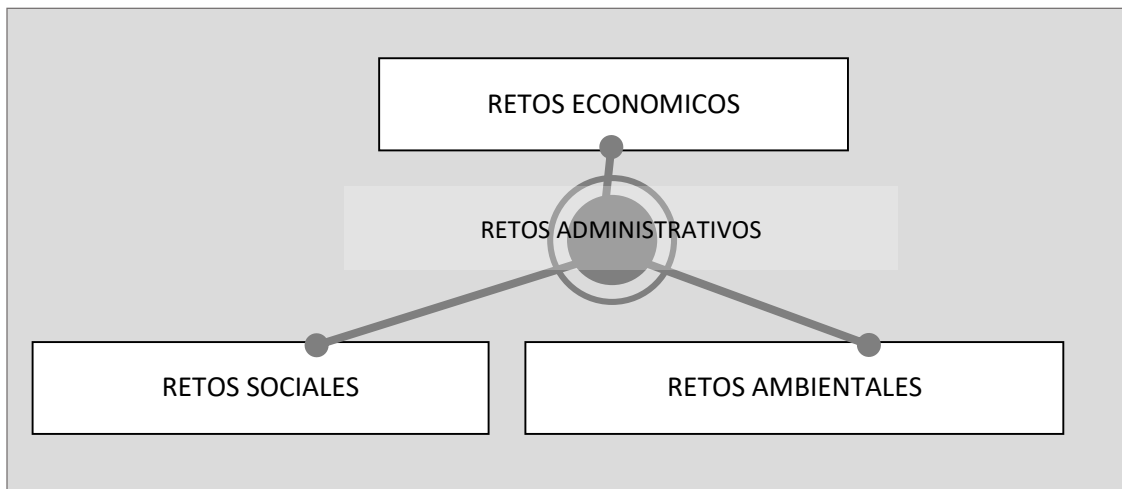 RETOS ECONOMICOS
RETOS ADMINISTRATIVOS
RETOS SOCIALES
RETOS AMBIENTALES